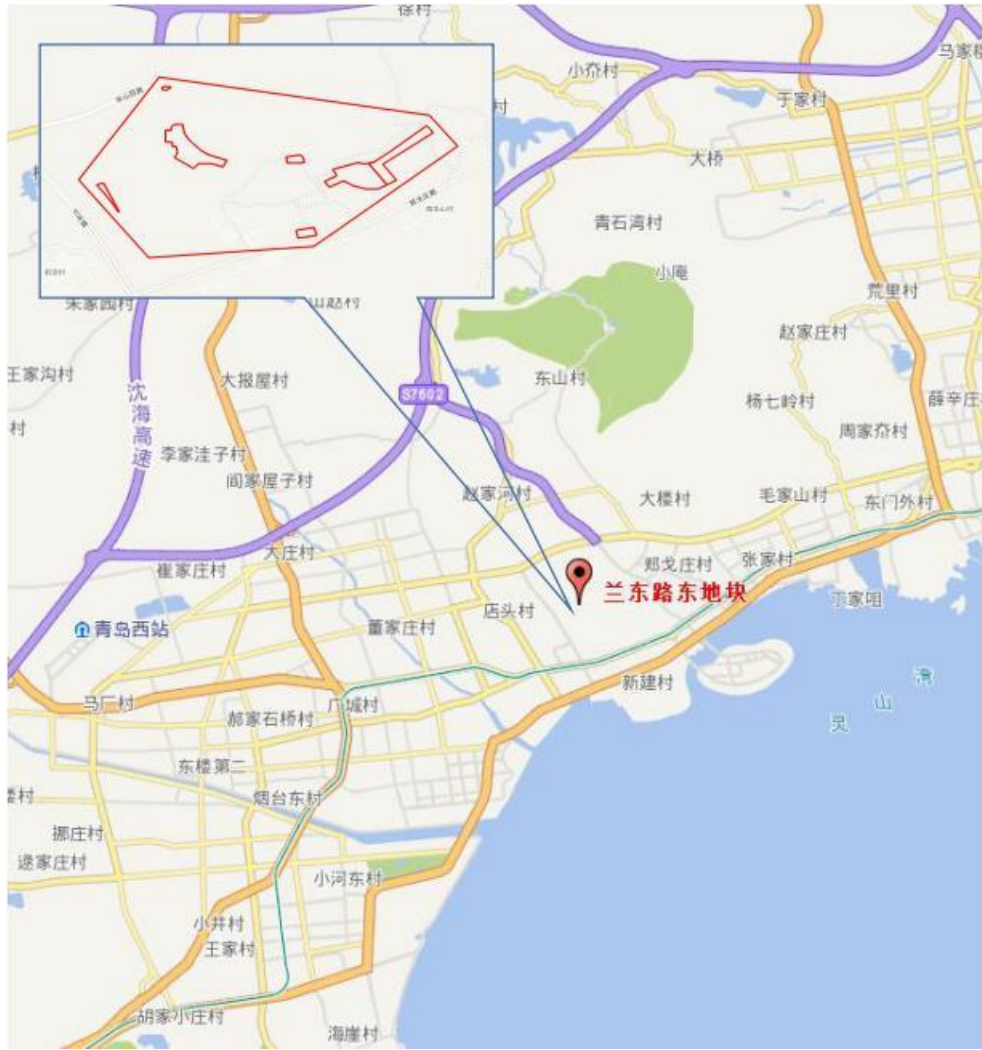 徐村
马家楼
小夼村
于家村
村
大桥
青石湾村
小庵
荒里村
朱家园村
赵家庄村
王家沟村
大报屋村
S7602
东山村
杨七岭村
薛辛庄
沈海高速
村
周家夼村
李家洼子村
阎家屋子村
赵家河村
大楼村
毛家山村
东门外村
大庄村
崔家庄村
郑戈庄村
张家村
兰东路东地块
丁家咀
店头村
青岛西站
董家庄村
新建村
灵山湾
马厂村
郝家石桥村
广城村
东楼第二
烟台东村
娄村
挪庄村
逯家庄村
小河东村
小井村
王家村
胡家小庄村
海崖村